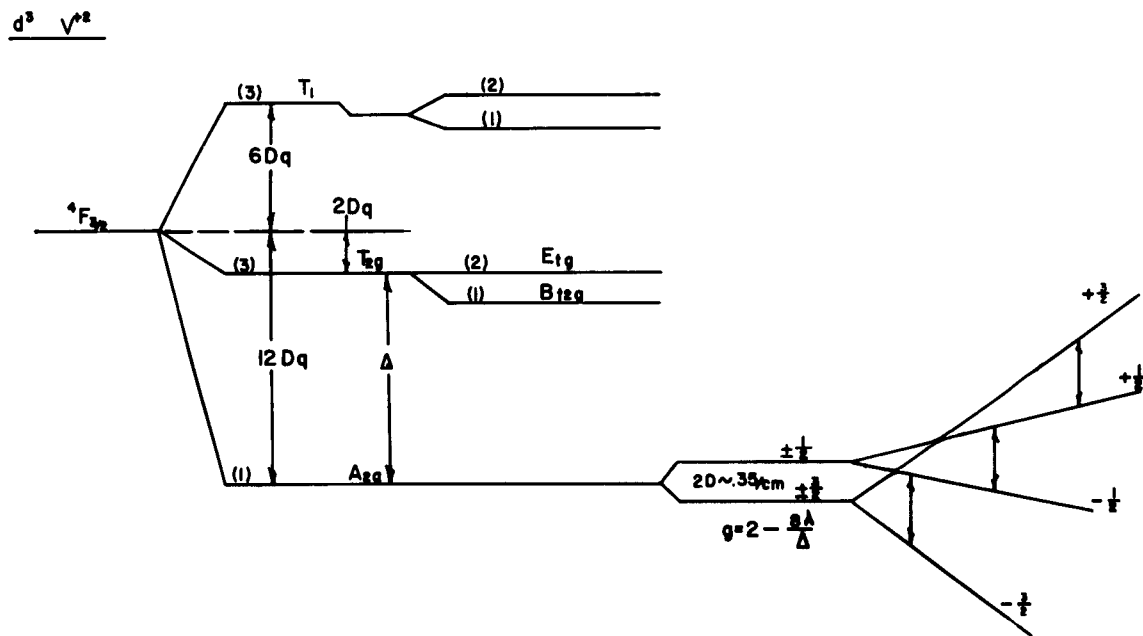 d³ V⁺²
(3) T₁
(2)
(1)
6Dq
⁴F₃/₂
2Dq
(3) T₂g
(2) E₁g
(1) B₁₂g
12Dq
Δ
(1) A₂g
± 1/2
2D~.35/cm ± 3/2
g=2 - 8λ/Δ
+ 3/2
+ 1/2
- 1/2
- 3/2